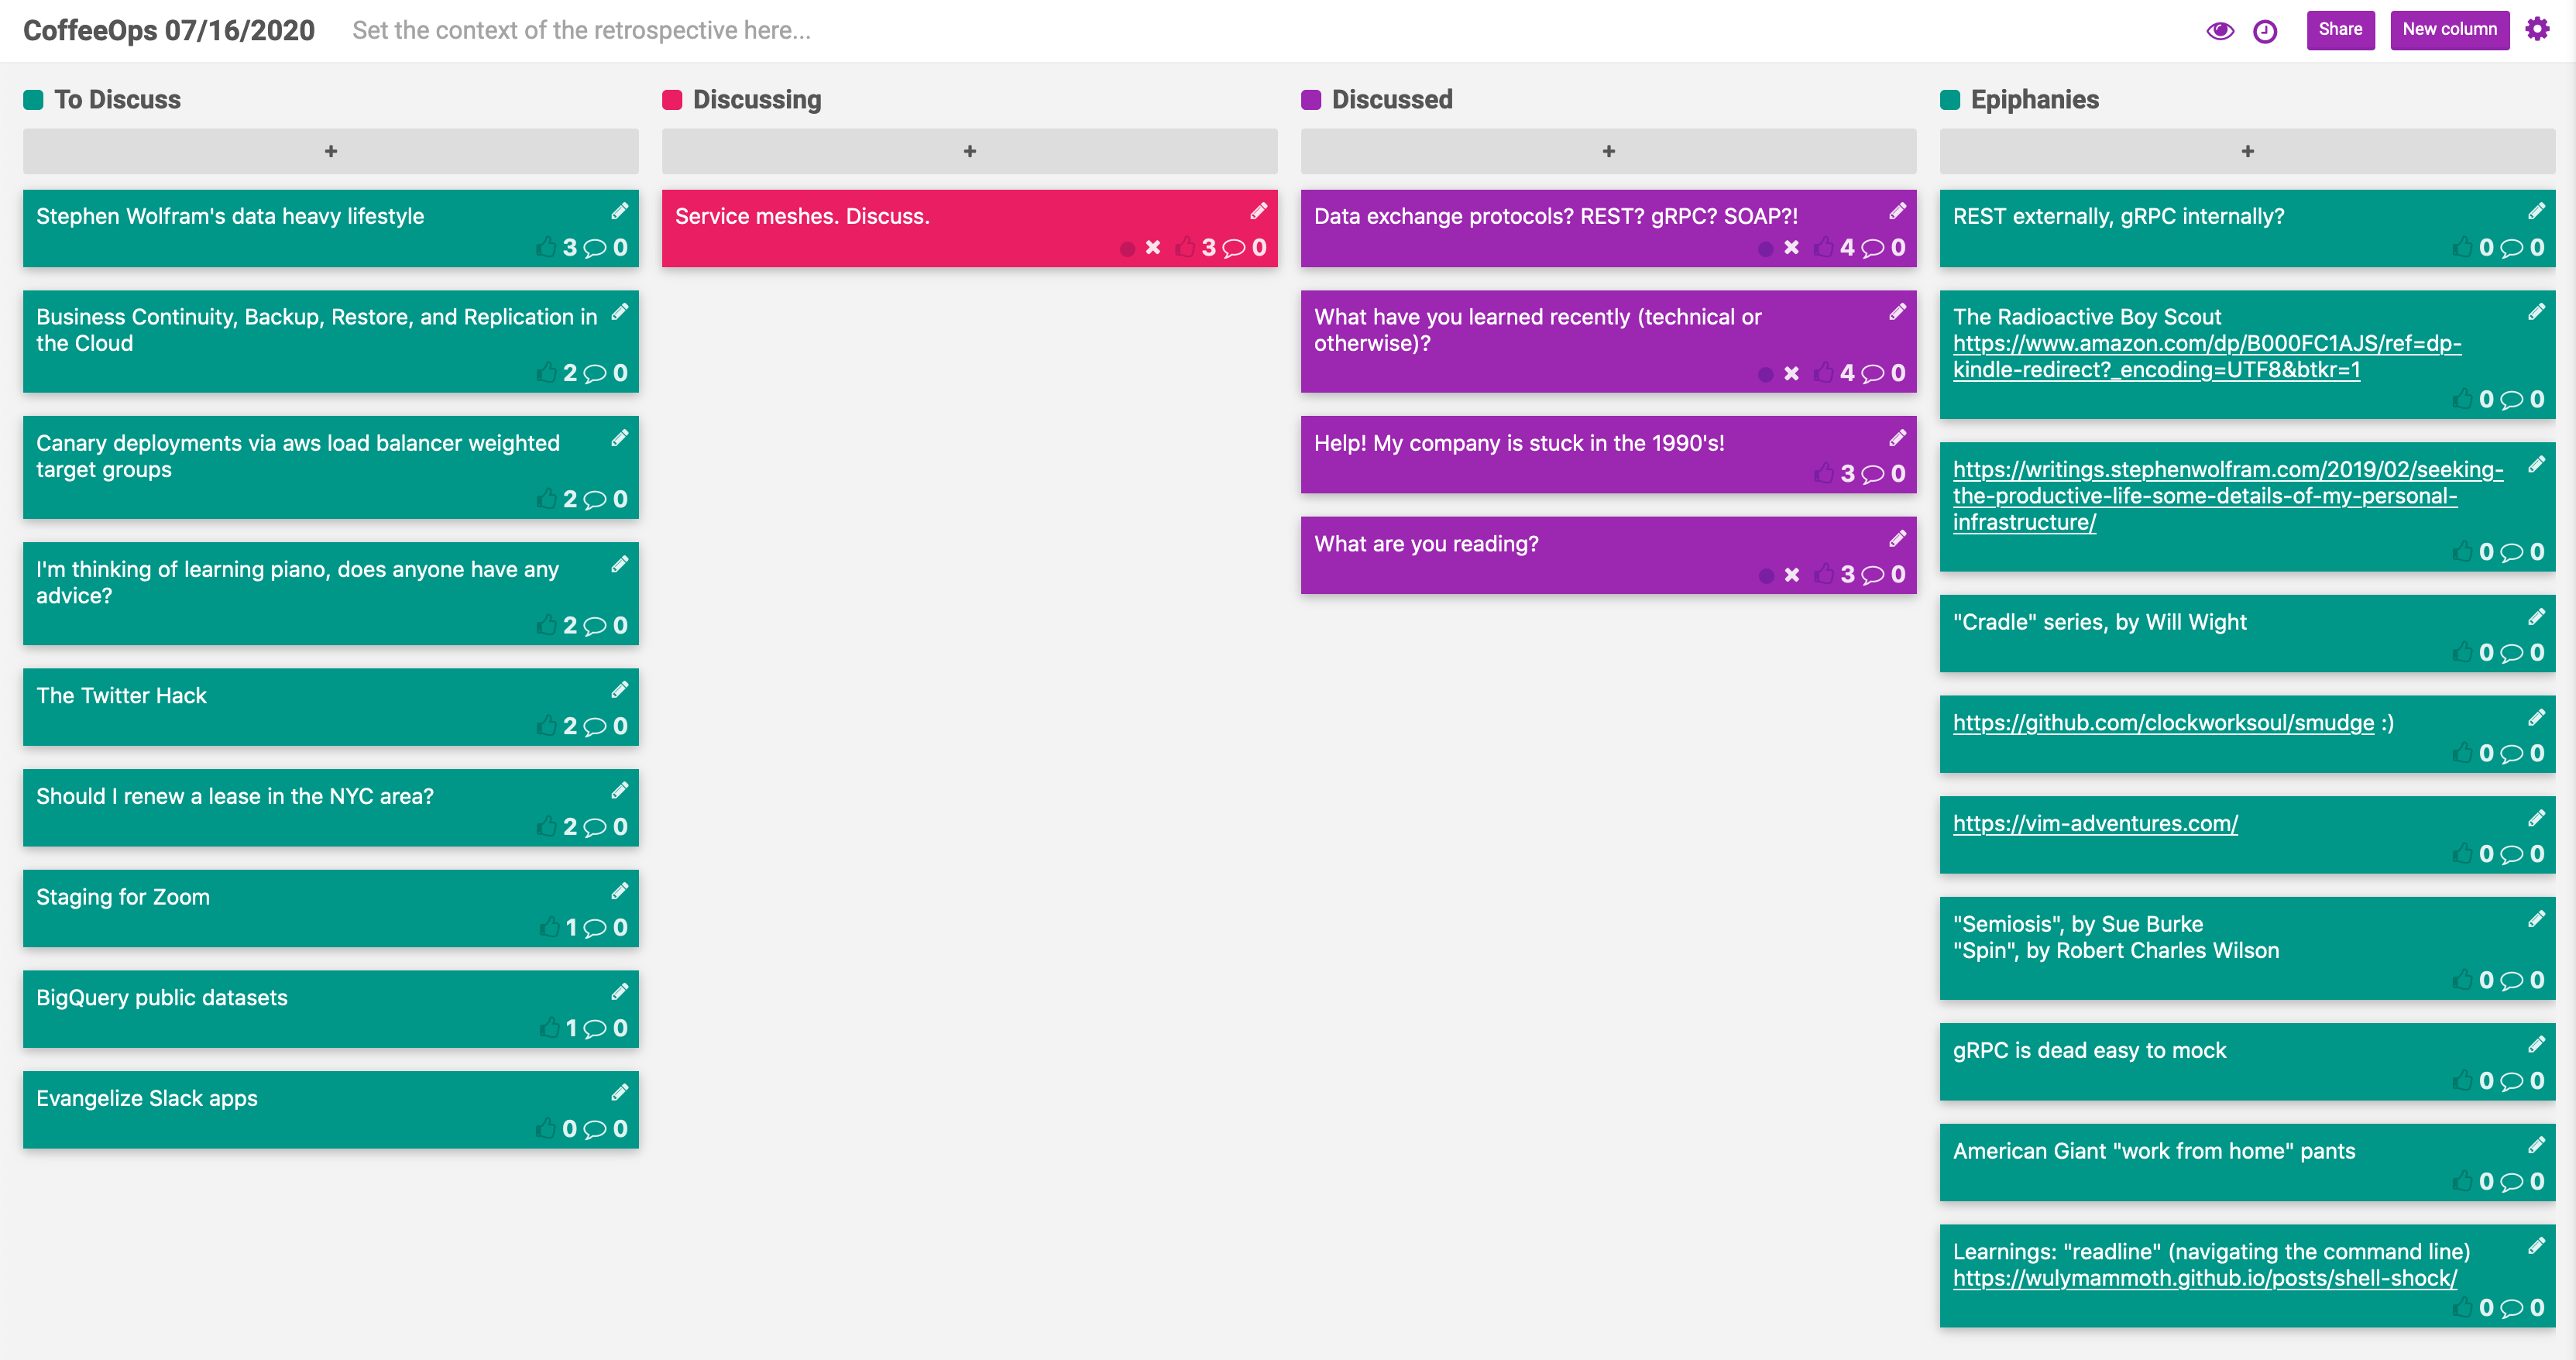 CoffeeOps 07/16/2020
Set the context of the retrospective here...
Share
New column
To Discuss
+
Stephen Wolfram's data heavy lifestyle
3 0
Business Continuity, Backup, Restore, and Replication in
the Cloud
2 0
Canary deployments via aws load balancer weighted
target groups
2 0
I'm thinking of learning piano, does anyone have any
advice?
2 0
The Twitter Hack
2 0
Should I renew a lease in the NYC area?
2 0
Staging for Zoom
1 0
BigQuery public datasets
1 0
Evangelize Slack apps
0 0
Discussing
+
Service meshes. Discuss.
3 0
Discussed
+
Data exchange protocols? REST? gRPC? SOAP?!
4 0
What have you learned recently (technical or
otherwise)?
4 0
Help! My company is stuck in the 1990's!
3 0
What are you reading?
3 0
Epiphanies
+
REST externally, gRPC internally?
0 0
The Radioactive Boy Scout
https://www.amazon.com/dp/B000FC1AJS/ref=dp-
kindle-redirect?_encoding=UTF8&btkr=1
0 0
https://writings.stephenwolfram.com/2019/02/seeking-
the-productive-life-some-details-of-my-personal-
infrastructure/
0 0
"Cradle" series, by Will Wight
0 0
https://github.com/clockworksoul/smudge :)
0 0
https://vim-adventures.com/
0 0
"Semiosis", by Sue Burke
"Spin", by Robert Charles Wilson
0 0
gRPC is dead easy to mock
0 0
American Giant "work from home" pants
0 0
Learnings: "readline" (navigating the command line)
https://wulymammoth.github.io/posts/shell-shock/
0 0